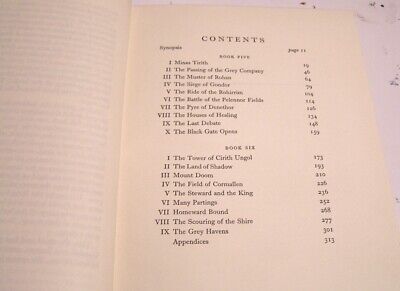 CONTENTS
Synopsis page 11
BOOK FIVE
I Minas Tirith 19
II The Passing of the Grey Company 46
III The Muster of Rohan 64
IV The Siege of Gondor 79
V The Ride of the Rohirrim 104
VI The Battle of the Pelennor Fields 114
VII The Pyre of Denethor 126
VIII The Houses of Healing 134
IX The Last Debate 148
X The Black Gate Opens 159
BOOK SIX
I The Tower of Cirith Ungol 173
II The Land of Shadow 193
III Mount Doom 210
IV The Field of Cormallen 226
V The Steward and the King 236
VI Many Partings 252
VII Homeward Bound 268
VIII The Scouring of the Shire 277
IX The Grey Havens 301
Appendices 313